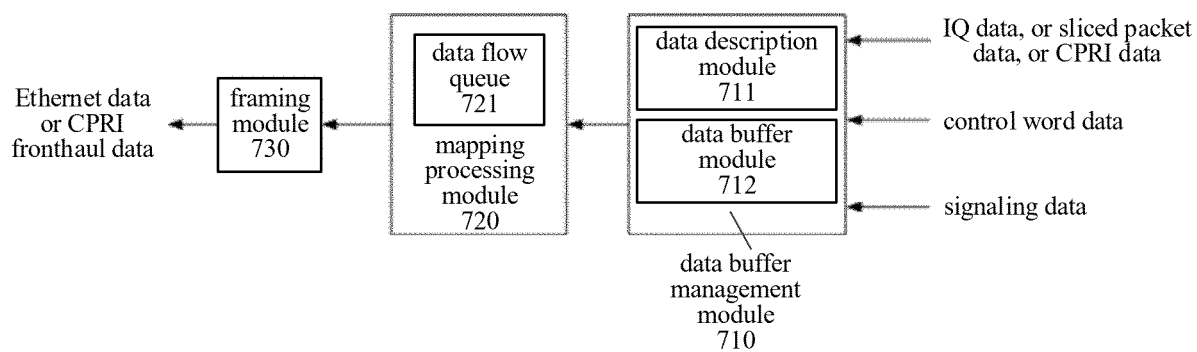 Ethernet data
or CPRI
fronthaul data
framing
module
730
data flow
queue
721
mapping
processing
module
720
data description
module
711
data buffer
module
712
data buffer
management
module
710
IQ data, or sliced packet
data, or CPRI data
control word data
signaling data